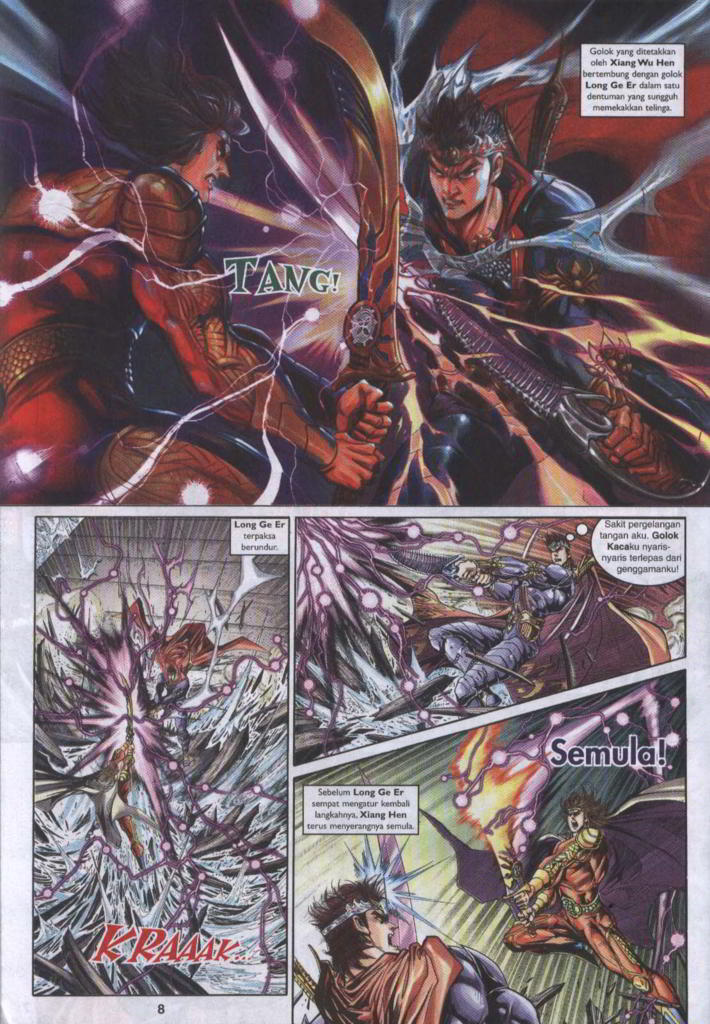 Golok yang ditetakkan
oleh Xiang Wu Hen
bertembung dengan golok
Long Ge Er dalam satu
dentuman yang sungguh
memekakkan telinga.
TANG!
Long Ge Er
terpaksa
berundur.
Sakit pergelangan
tangan aku. Golok
Kacaku nyaris-
nyaris terlepas dari
genggamanku!
KRAAAK...
Semula!
Sebelum Long Ge Er
sempat mengatur kembali
langkahnya, Xiang Hen
terus menyerangnya semula.
8